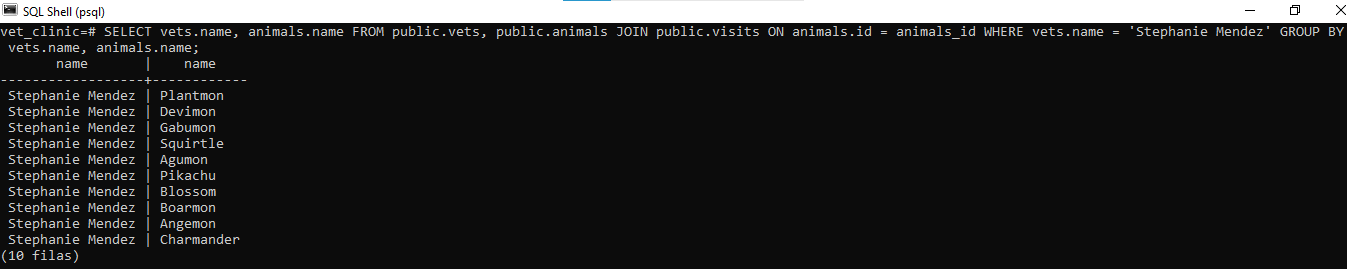 SQL Shell (psql)
vet_clinic=# SELECT vets.name, animals.name FROM public.vets, public.animals JOIN public.visits ON animals.id = animals_id WHERE vets.name = 'Stephanie Mendez' GROUP BY
 vets.name, animals.name;
       name       |    name
------------------+------------
 Stephanie Mendez | Plantmon
 Stephanie Mendez | Devimon
 Stephanie Mendez | Gabumon
 Stephanie Mendez | Squirtle
 Stephanie Mendez | Agumon
 Stephanie Mendez | Pikachu
 Stephanie Mendez | Blossom
 Stephanie Mendez | Boarmon
 Stephanie Mendez | Angemon
 Stephanie Mendez | Charmander
(10 filas)